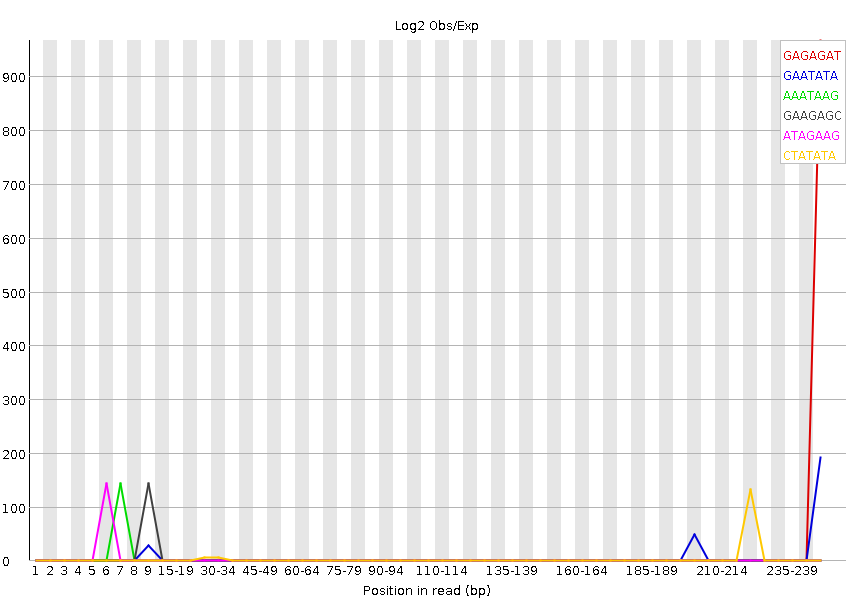 Log2 Obs/Exp
900
800
700
600
500
400
300
200
100
0
GAGAGAT
GAATATA
AAATAAG
GAAGAGC
ATAGAAG
CTATATA
1 2 3 4 5 6 7 8 9 15-19 30-34 45-49 60-64 75-79 90-94 110-114 135-139 160-164 185-189 210-214 235-239
Position in read (bp)